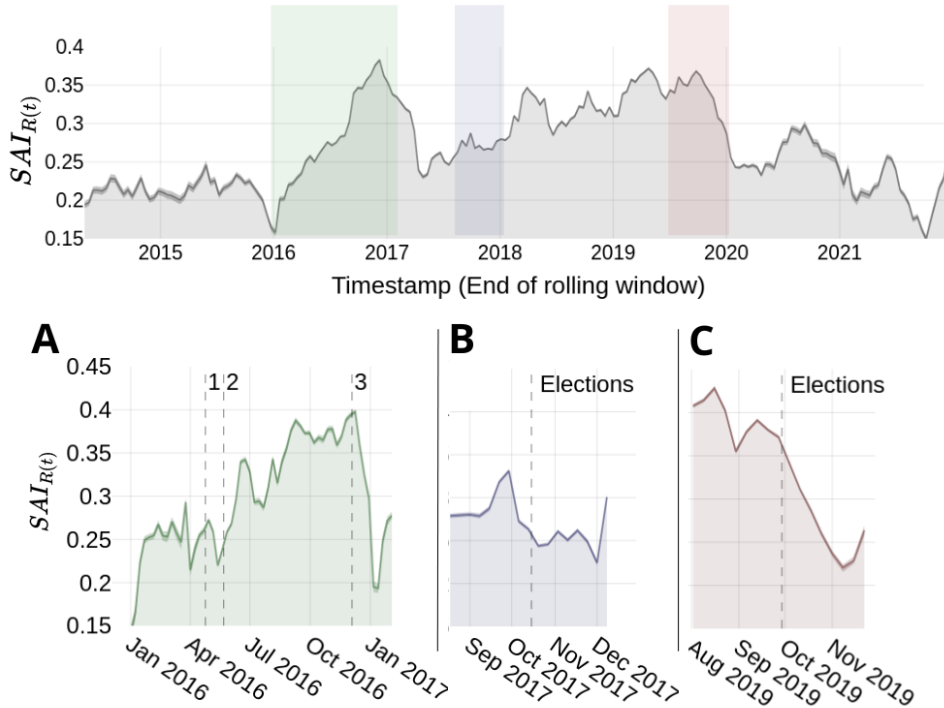 SAI_R(t)
0.4
0.35
0.3
0.25
0.2
0.15
2015 2016 2017 2018 2019 2020 2021
Timestamp (End of rolling window)
A
SAI_R(t)
0.45
0.4
0.35
0.3
0.25
0.2
0.15
1 2 3
Jan 2016 Apr 2016 Jul 2016 Oct 2016 Jan 2017
B
Elections
Sep 2017 Oct 2017 Nov 2017 Dec 2017
C
Elections
Aug 2019 Sep 2019 Oct 2019 Nov 2019